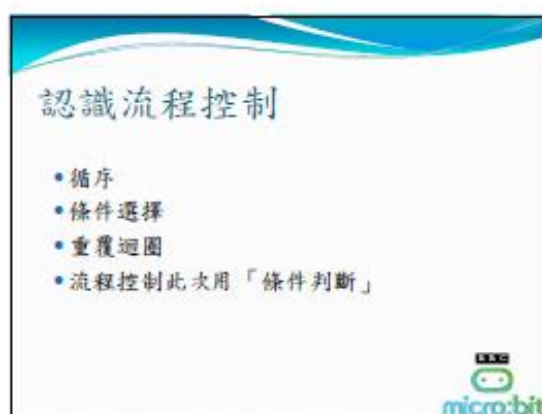 認識流程控制
•循序
•條件選擇
•重覆迴圈
•流程控制此次用「條件判斷」
BBC
micro:bit